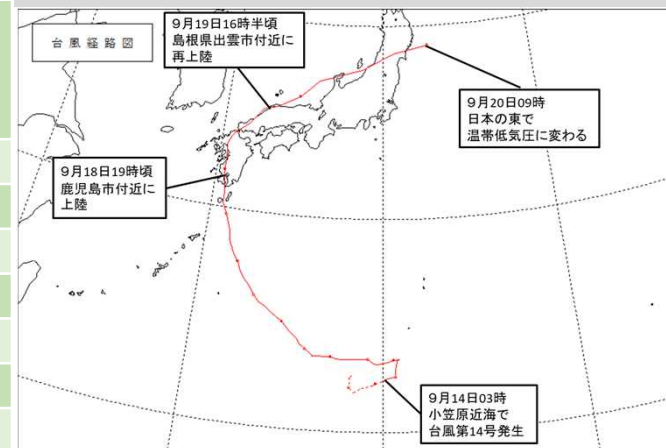 台風経路図
9月19日16時半頃
島根県出雲市付近に
再上陸
9月20日09時
日本の東で
温帯低気圧に変わる
9月18日19時頃
鹿児島市付近に
上陸
9月14日03時
小笠原近海で
台風第14号発生